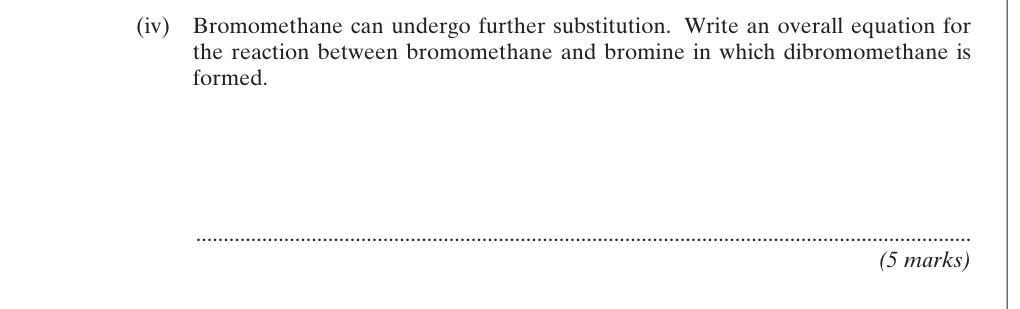 (iv) Bromomethane can undergo further substitution. Write an overall equation for
the reaction between bromomethane and bromine in which dibromomethane is
formed.
..............................................................................................................................................
(5 marks)